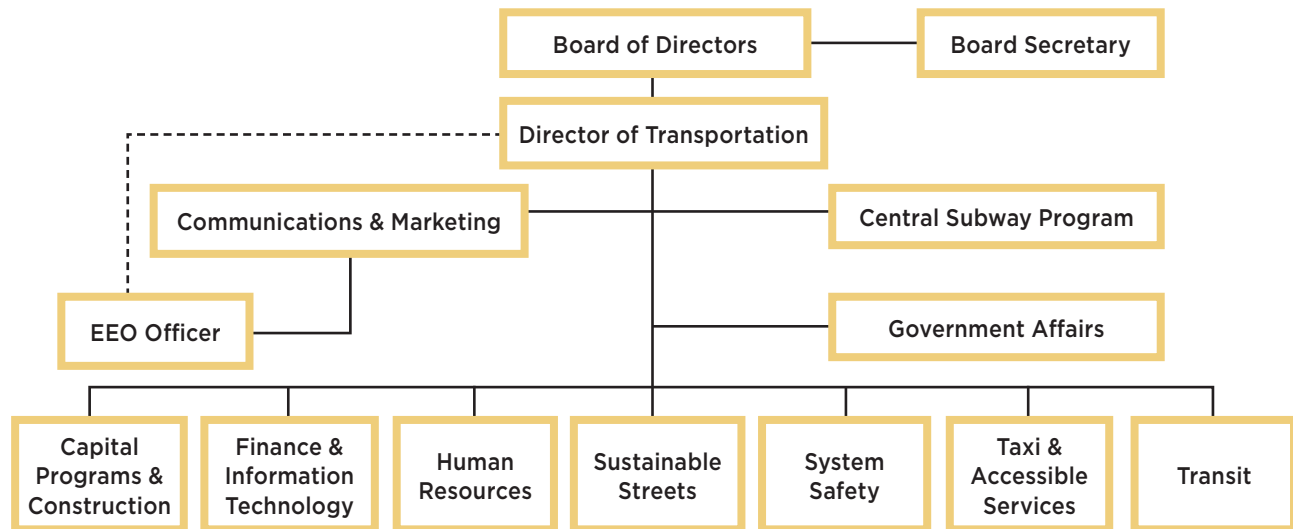 Board of Directors
Board Secretary
Director of Transportation
Communications & Marketing
Central Subway Program
EEO Officer
Government Affairs
Capital
Programs &
Construction
Finance &
Information
Technology
Human
Resources
Sustainable
Streets
System
Safety
Taxi &
Accessible
Services
Transit